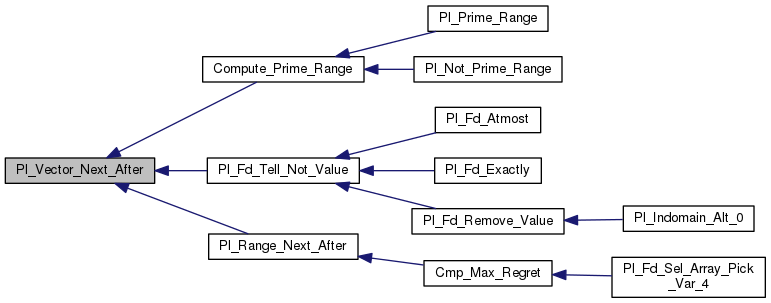 Pl_Prime_Range
Compute_Prime_Range
Pl_Not_Prime_Range
Pl_Fd_Atmost
Pl_Vector_Next_After
Pl_Fd_Tell_Not_Value
Pl_Fd_Exactly
Pl_Fd_Remove_Value
Pl_Indomain_Alt_0
Pl_Range_Next_After
Cmp_Max_Regret
Pl_Fd_Sel_Array_Pick
_Var_4